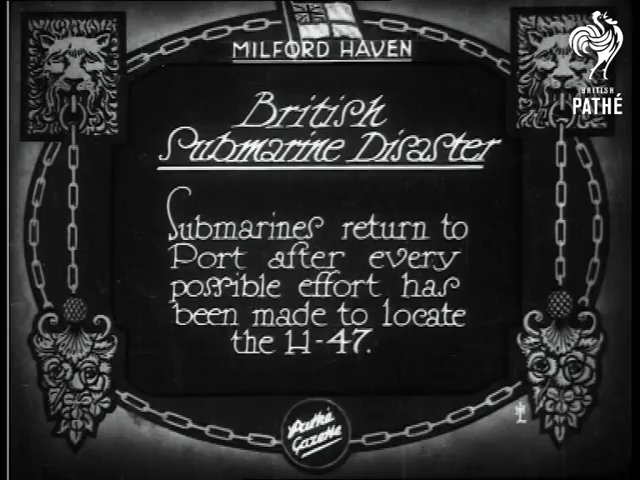 MILFORD HAVEN
BRITISH
PATHÉ
British
Submarine Disaster
Submarines return to
Port after every
possible effort has
been made to locate
the H-47.
Pathé
Gazette